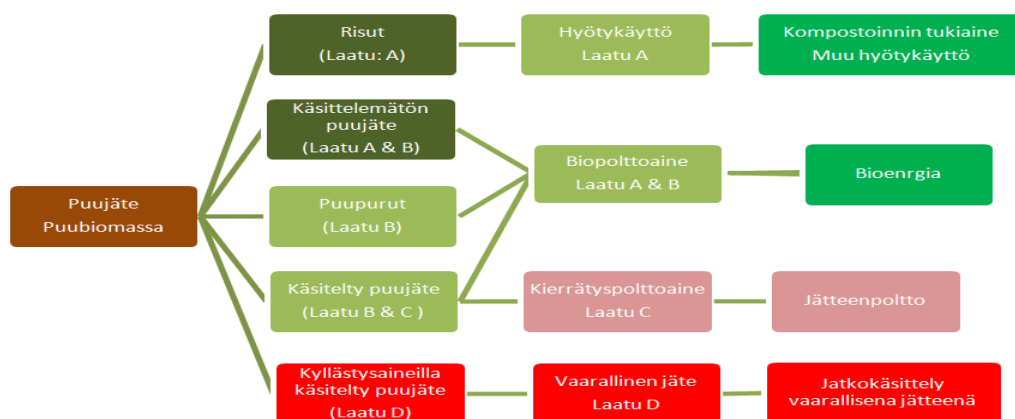 Risut
(Laatu: A)
Hyötykäyttö
Laatu A
Kompostoinnin tukiaine
Muu hyötykäyttö
Käsittelemätön
puujäte
(Laatu A & B)
Biopolttoaine
Laatu A & B
Bioenrgia
Puujäte
Puubiomassa
Puupurut
(Laatu B)
Käsitelty puujäte
(Laatu B & C )
Kierrätyspolttoaine
Laatu C
Jätteenpoltto
Kyllästysaineilla
käsitelty puujäte
(Laatu D)
Vaarallinen jäte
Laatu D
Jatkokäsittely
vaarallisena jätteenä